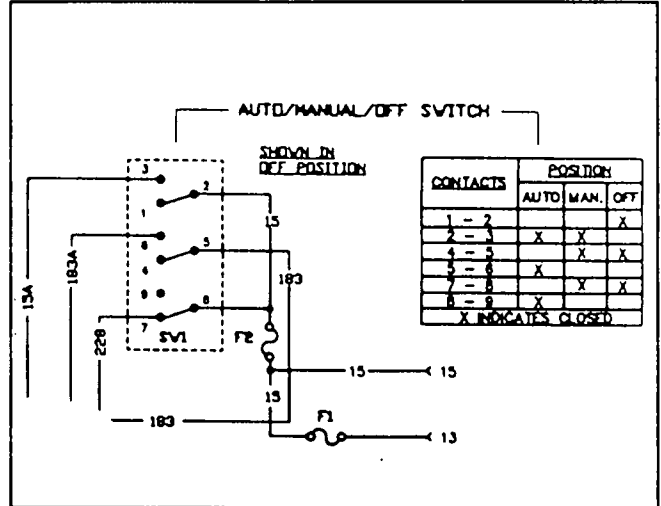 AUTO/MANUAL/OFF SWITCH
SHOWN IN
OFF POSITION
CONTACTS
POSITION
AUTO MAN. OFF
1 - 2 X
2 - 3 X X
4 - 5 X X
5 - 6 X
7 - 8 X X
8 - 9 X
X INDICATES CLOSED
3
2
1
15
6
5
4
183
9
8
7
SW1
F2
15A
183A
228
15
15
15
183
F1
13